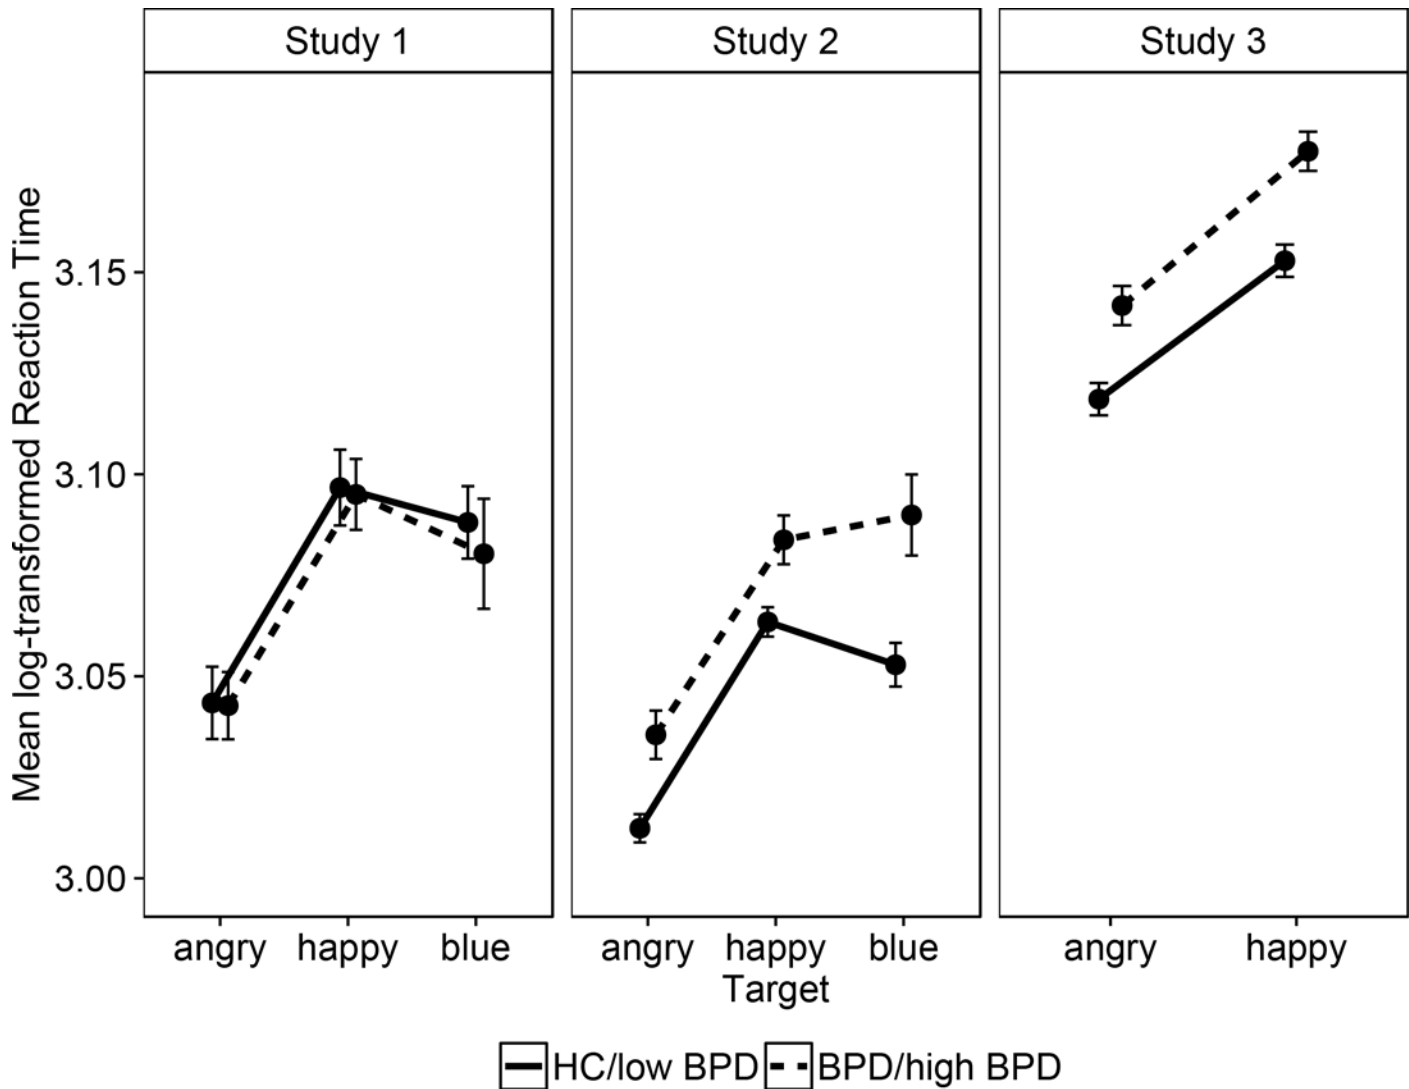 Study 1 Study 2 Study 3
Mean log-transformed Reaction Time
3.15
3.10
3.05
3.00
angry happy blue angry happy blue angry happy
Target
HC/low BPD BPD/high BPD